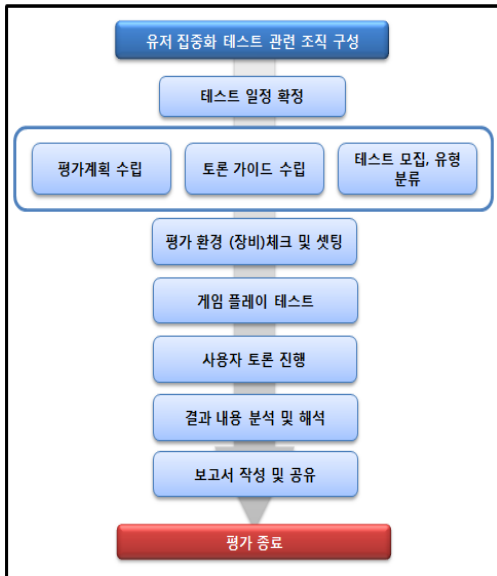 유저 집중화 테스트 관련 조직 구성
테스트 일정 확정
평가계획 수립
토론 가이드 수립
테스트 모집, 유형
분류
평가 환경 (장비)체크 및 셋팅
게임 플레이 테스트
사용자 토론 진행
결과 내용 분석 및 해석
보고서 작성 및 공유
평가 종료